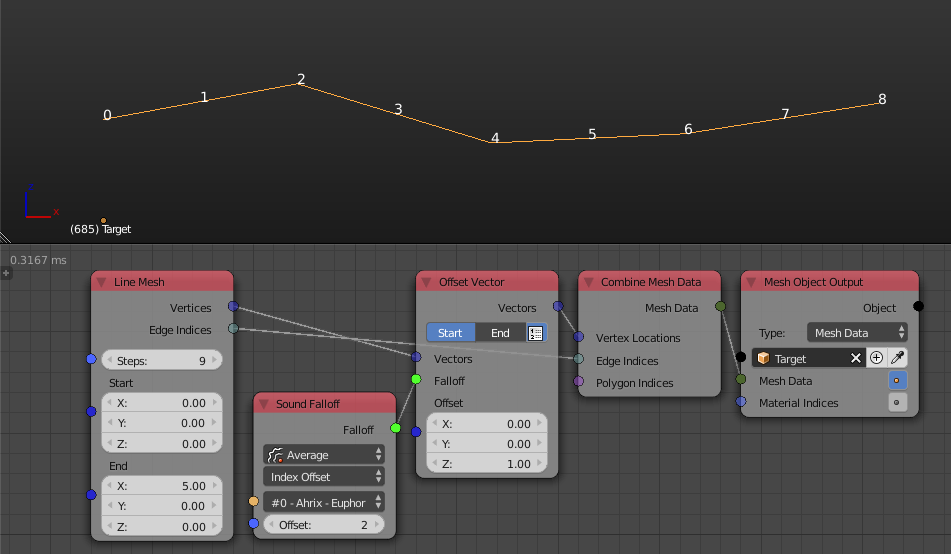 0
1
2
3
4
5
6
7
8
z
x
(685) Target
0.3167 ms
Line Mesh
Vertices
Edge Indices
Steps: 9
Start
X: 0.00
Y: 0.00
Z: 0.00
End
X: 5.00
Y: 0.00
Z: 0.00
Sound Falloff
Falloff
Average
Index Offset
#0 - Ahrix - Euphor
Offset: 2
Offset Vector
Vectors
Start End
Vectors
Falloff
Offset
X: 0.00
Y: 0.00
Z: 1.00
Combine Mesh Data
Mesh Data
Vertex Locations
Edge Indices
Polygon Indices
Mesh Object Output
Object
Type: Mesh Data
Target
Mesh Data
Material Indices